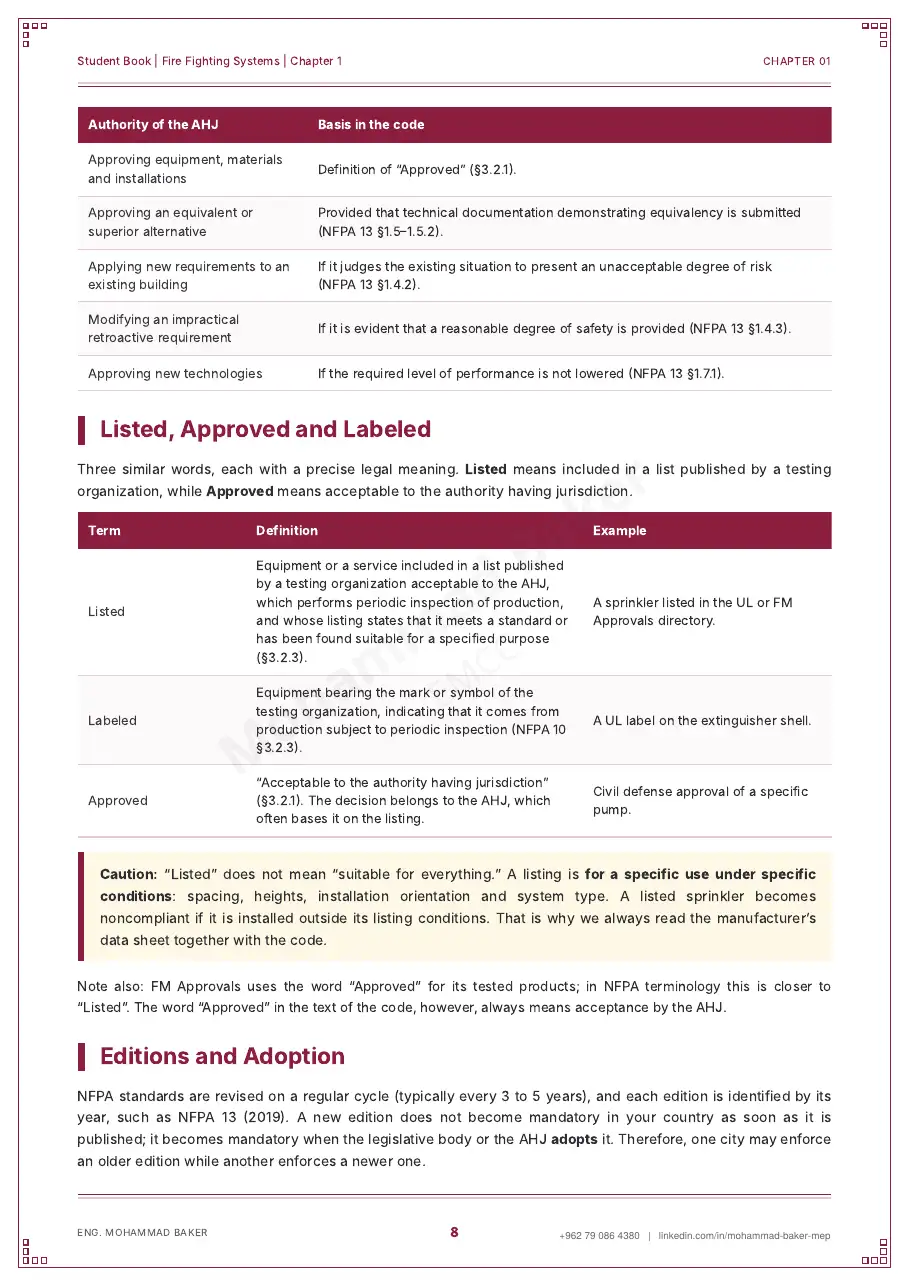 Student Book | Fire Fighting Systems | Chapter 1
CHAPTER 01
Authority of the AHJ
Basis in the code
Approving equipment, materials
and installations
Definition of “Approved” (§3.2.1).
Approving an equivalent or
superior alternative
Provided that technical documentation demonstrating equivalency is submitted
(NFPA 13 §1.5–1.5.2).
Applying new requirements to an
existing building
If it judges the existing situation to present an unacceptable degree of risk
(NFPA 13 §1.4.2).
Modifying an impractical
retroactive requirement
If it is evident that a reasonable degree of safety is provided (NFPA 13 §1.4.3).
Approving new technologies
If the required level of performance is not lowered (NFPA 13 §1.7.1).
Listed, Approved and Labeled
Three similar words, each with a precise legal meaning. Listed means included in a list published by a testing
organization, while Approved means acceptable to the authority having jurisdiction.
Term
Definition
Example
Listed
Equipment or a service included in a list published
by a testing organization acceptable to the AHJ,
which performs periodic inspection of production,
and whose listing states that it meets a standard or
has been found suitable for a specified purpose
(§3.2.3).
A sprinkler listed in the UL or FM
Approvals directory.
Labeled
Equipment bearing the mark or symbol of the
testing organization, indicating that it comes from
production subject to periodic inspection (NFPA 10
§3.2.3).
A UL label on the extinguisher shell.
Approved
“Acceptable to the authority having jurisdiction”
(§3.2.1). The decision belongs to the AHJ, which
often bases it on the listing.
Civil defense approval of a specific
pump.
Caution: “Listed” does not mean “suitable for everything.” A listing is for a specific use under specific
conditions: spacing, heights, installation orientation and system type. A listed sprinkler becomes
noncompliant if it is installed outside its listing conditions. That is why we always read the manufacturer’s
data sheet together with the code.
Note also: FM Approvals uses the word “Approved” for its tested products; in NFPA terminology this is closer to
“Listed”. The word “Approved” in the text of the code, however, always means acceptance by the AHJ.
Editions and Adoption
NFPA standards are revised on a regular cycle (typically every 3 to 5 years), and each edition is identified by its
year, such as NFPA 13 (2019). A new edition does not become mandatory in your country as soon as it is
published; it becomes mandatory when the legislative body or the AHJ adopts it. Therefore, one city may enforce
an older edition while another enforces a newer one.
ENG. MOHAMMAD BAKER
8
+962 79 086 4380 | linkedin.com/in/mohammad-baker-mep